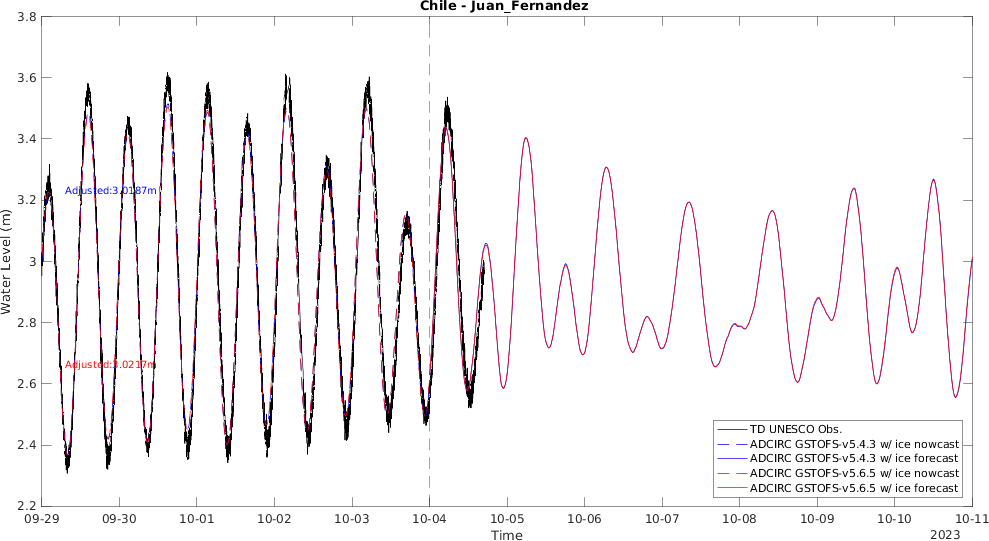 Chile - Juan_Fernandez
3.8
3.6
3.4
3.2
3
2.8
2.6
2.4
2.2
Water Level (m)
Adjusted:3.0187m
Adjusted:3.0217m
TD UNESCO Obs.
ADCIRC GSTOFS-v5.4.3 w/ ice nowcast
ADCIRC GSTOFS-v5.4.3 w/ ice forecast
ADCIRC GSTOFS-v5.6.5 w/ ice nowcast
ADCIRC GSTOFS-v5.6.5 w/ ice forecast
09-29 09-30 10-01 10-02 10-03 10-04 10-05 10-06 10-07 10-08 10-09 10-10 10-11
Time
2023